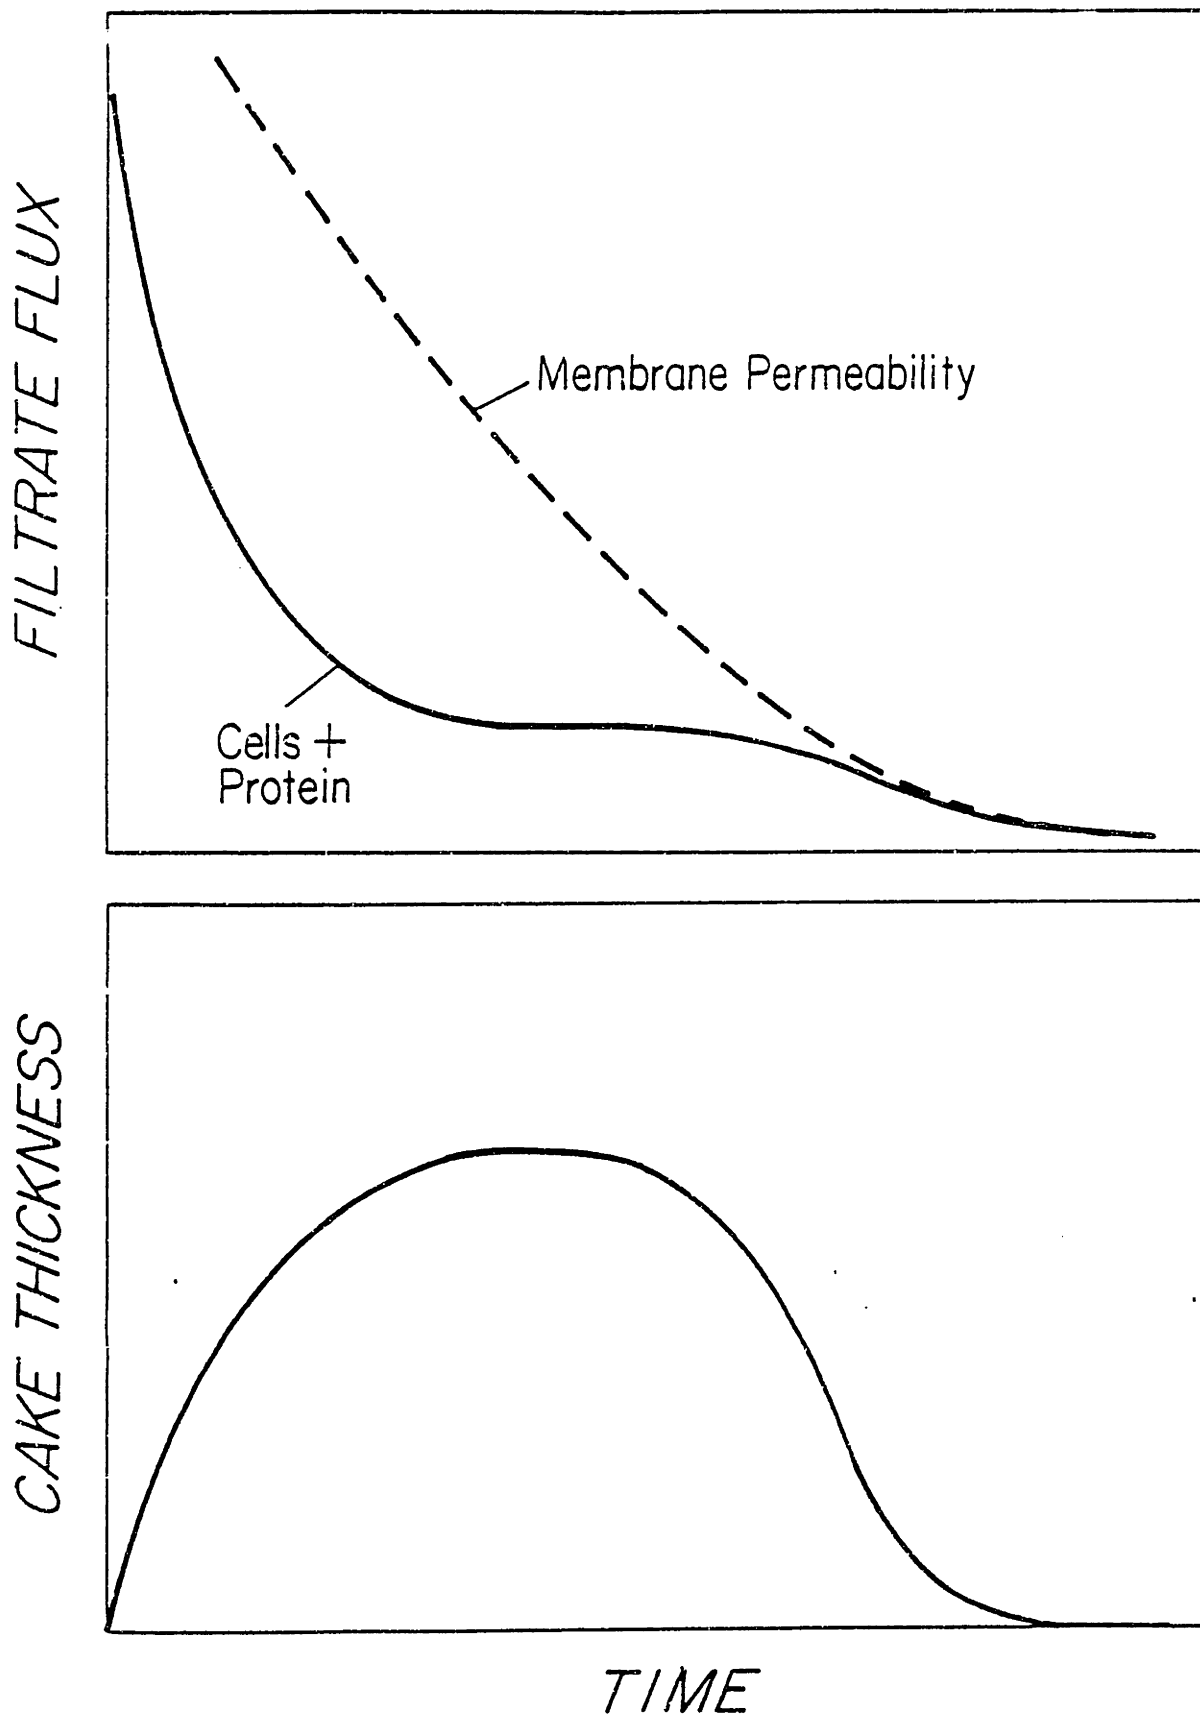 FILTRATE FLUX
Membrane Permeability
Cells +
Protein
CAKE THICKNESS
TIME